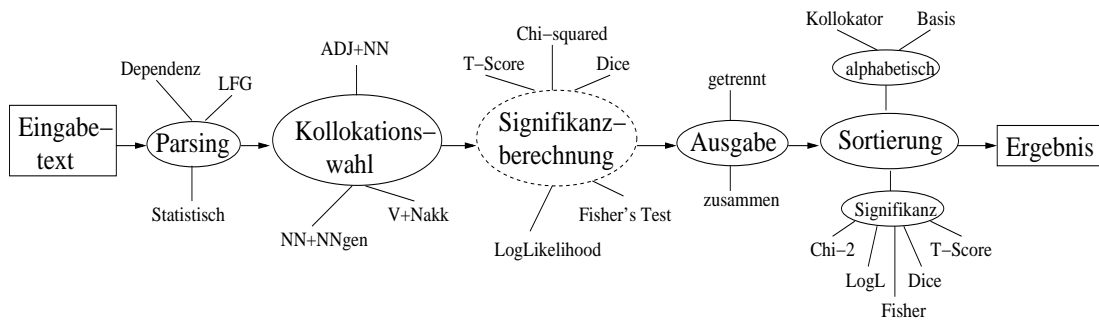 Kollokator
Basis
Chi−squared
ADJ+NN
T−Score
Dice
alphabetisch
Dependenz
LFG
getrennt
Eingabe−
text
Parsing
Kollokations−
wahl
Signifikanz−
berechnung
Ausgabe
Sortierung
Ergebnis
Statistisch
V+Nakk
NN+NNgen
Fisher's Test
LogLikelihood
zusammen
Signifikanz
Chi−2
T−Score
LogL
Dice
Fisher